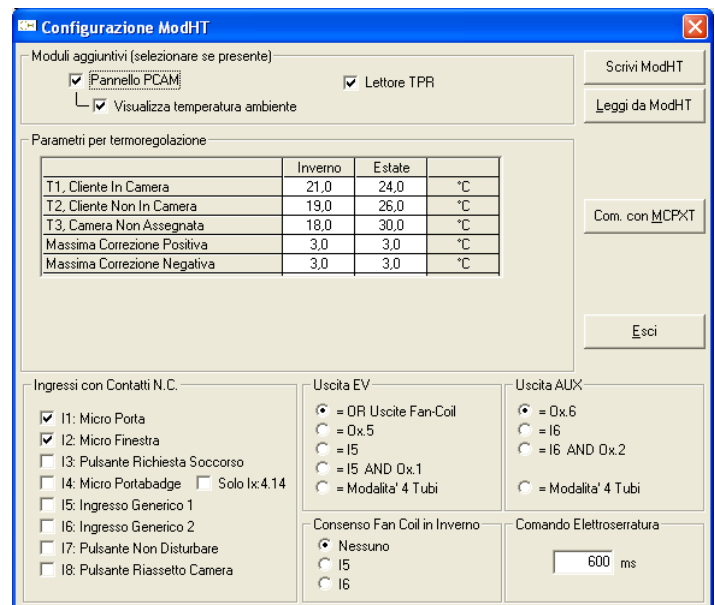 Configurazione ModHT
Moduli aggiuntivi (selezionare se presente)
Pannello PCAM
Lettore TPR
Visualizza temperatura ambiente
Scrivi ModHT
Leggi da ModHT
Com. con MCPXT
Esci
Parametri per termoregolazione
Inverno Estate
T1, Cliente In Camera 21,0 24,0 °C
T2, Cliente Non In Camera 19,0 26,0 °C
T3, Camera Non Assegnata 18,0 30,0 °C
Massima Correzione Positiva 3,0 3,0 °C
Massima Correzione Negativa 3,0 3,0 °C
Ingressi con Contatti N.C.
I1: Micro Porta
I2: Micro Finestra
I3: Pulsante Richiesta Soccorso
I4: Micro Portabadge Solo Ix:4.14
I5: Ingresso Generico 1
I6: Ingresso Generico 2
I7: Pulsante Non Disturbare
I8: Pulsante Riassetto Camera
Uscita EV
= OR Uscite Fan-Coil
= Ox.5
= I5
= I5 AND Ox.1
= Modalita' 4 Tubi
Uscita AUX
= Ox.6
= I6
= I6 AND Ox.2
= Modalita' 4 Tubi
Consenso Fan Coil in Inverno
Nessuno
I5
I6
Comando Elettroserratura
600 ms